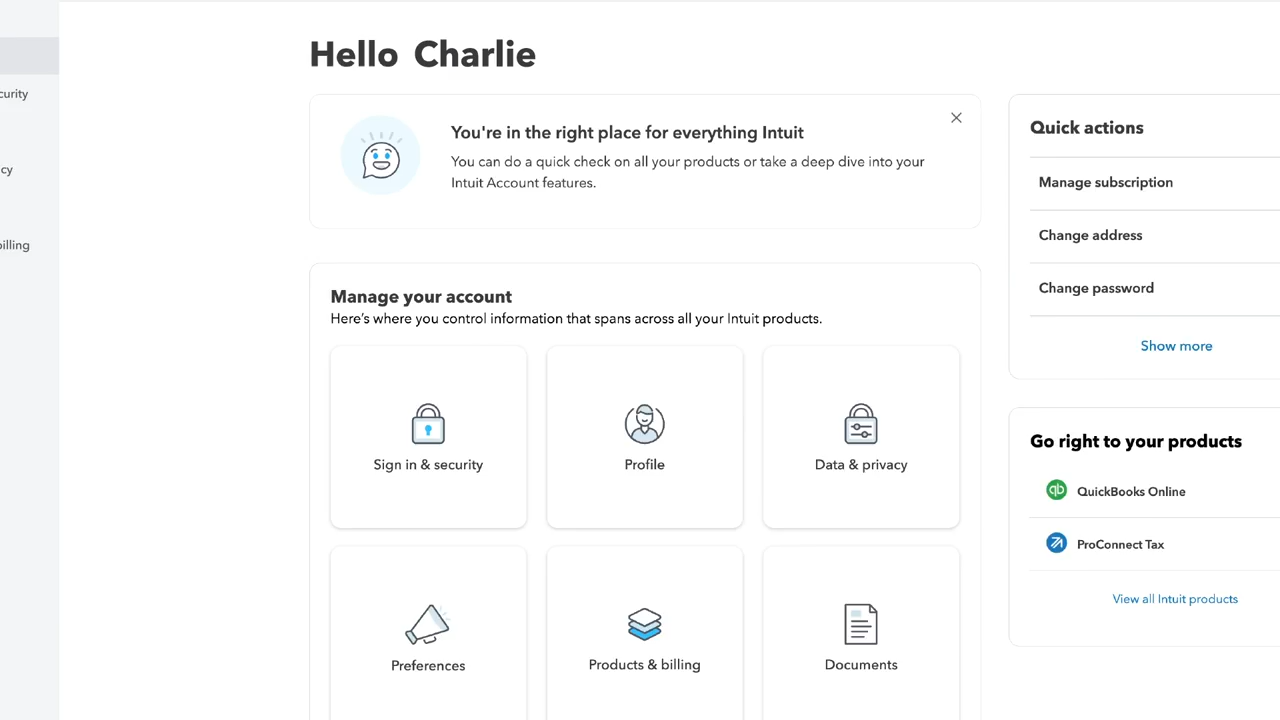 Hello Charlie
curity
cy
billing
You're in the right place for everything Intuit
You can do a quick check on all your products or take a deep dive into your
Intuit Account features.
Manage your account
Here's where you control information that spans across all your Intuit products.
Sign in & security
Profile
Data & privacy
Preferences
Products & billing
Documents
Quick actions
Manage subscription
Change address
Change password
Show more
Go right to your products
qb QuickBooks Online
ProConnect Tax
View all Intuit products